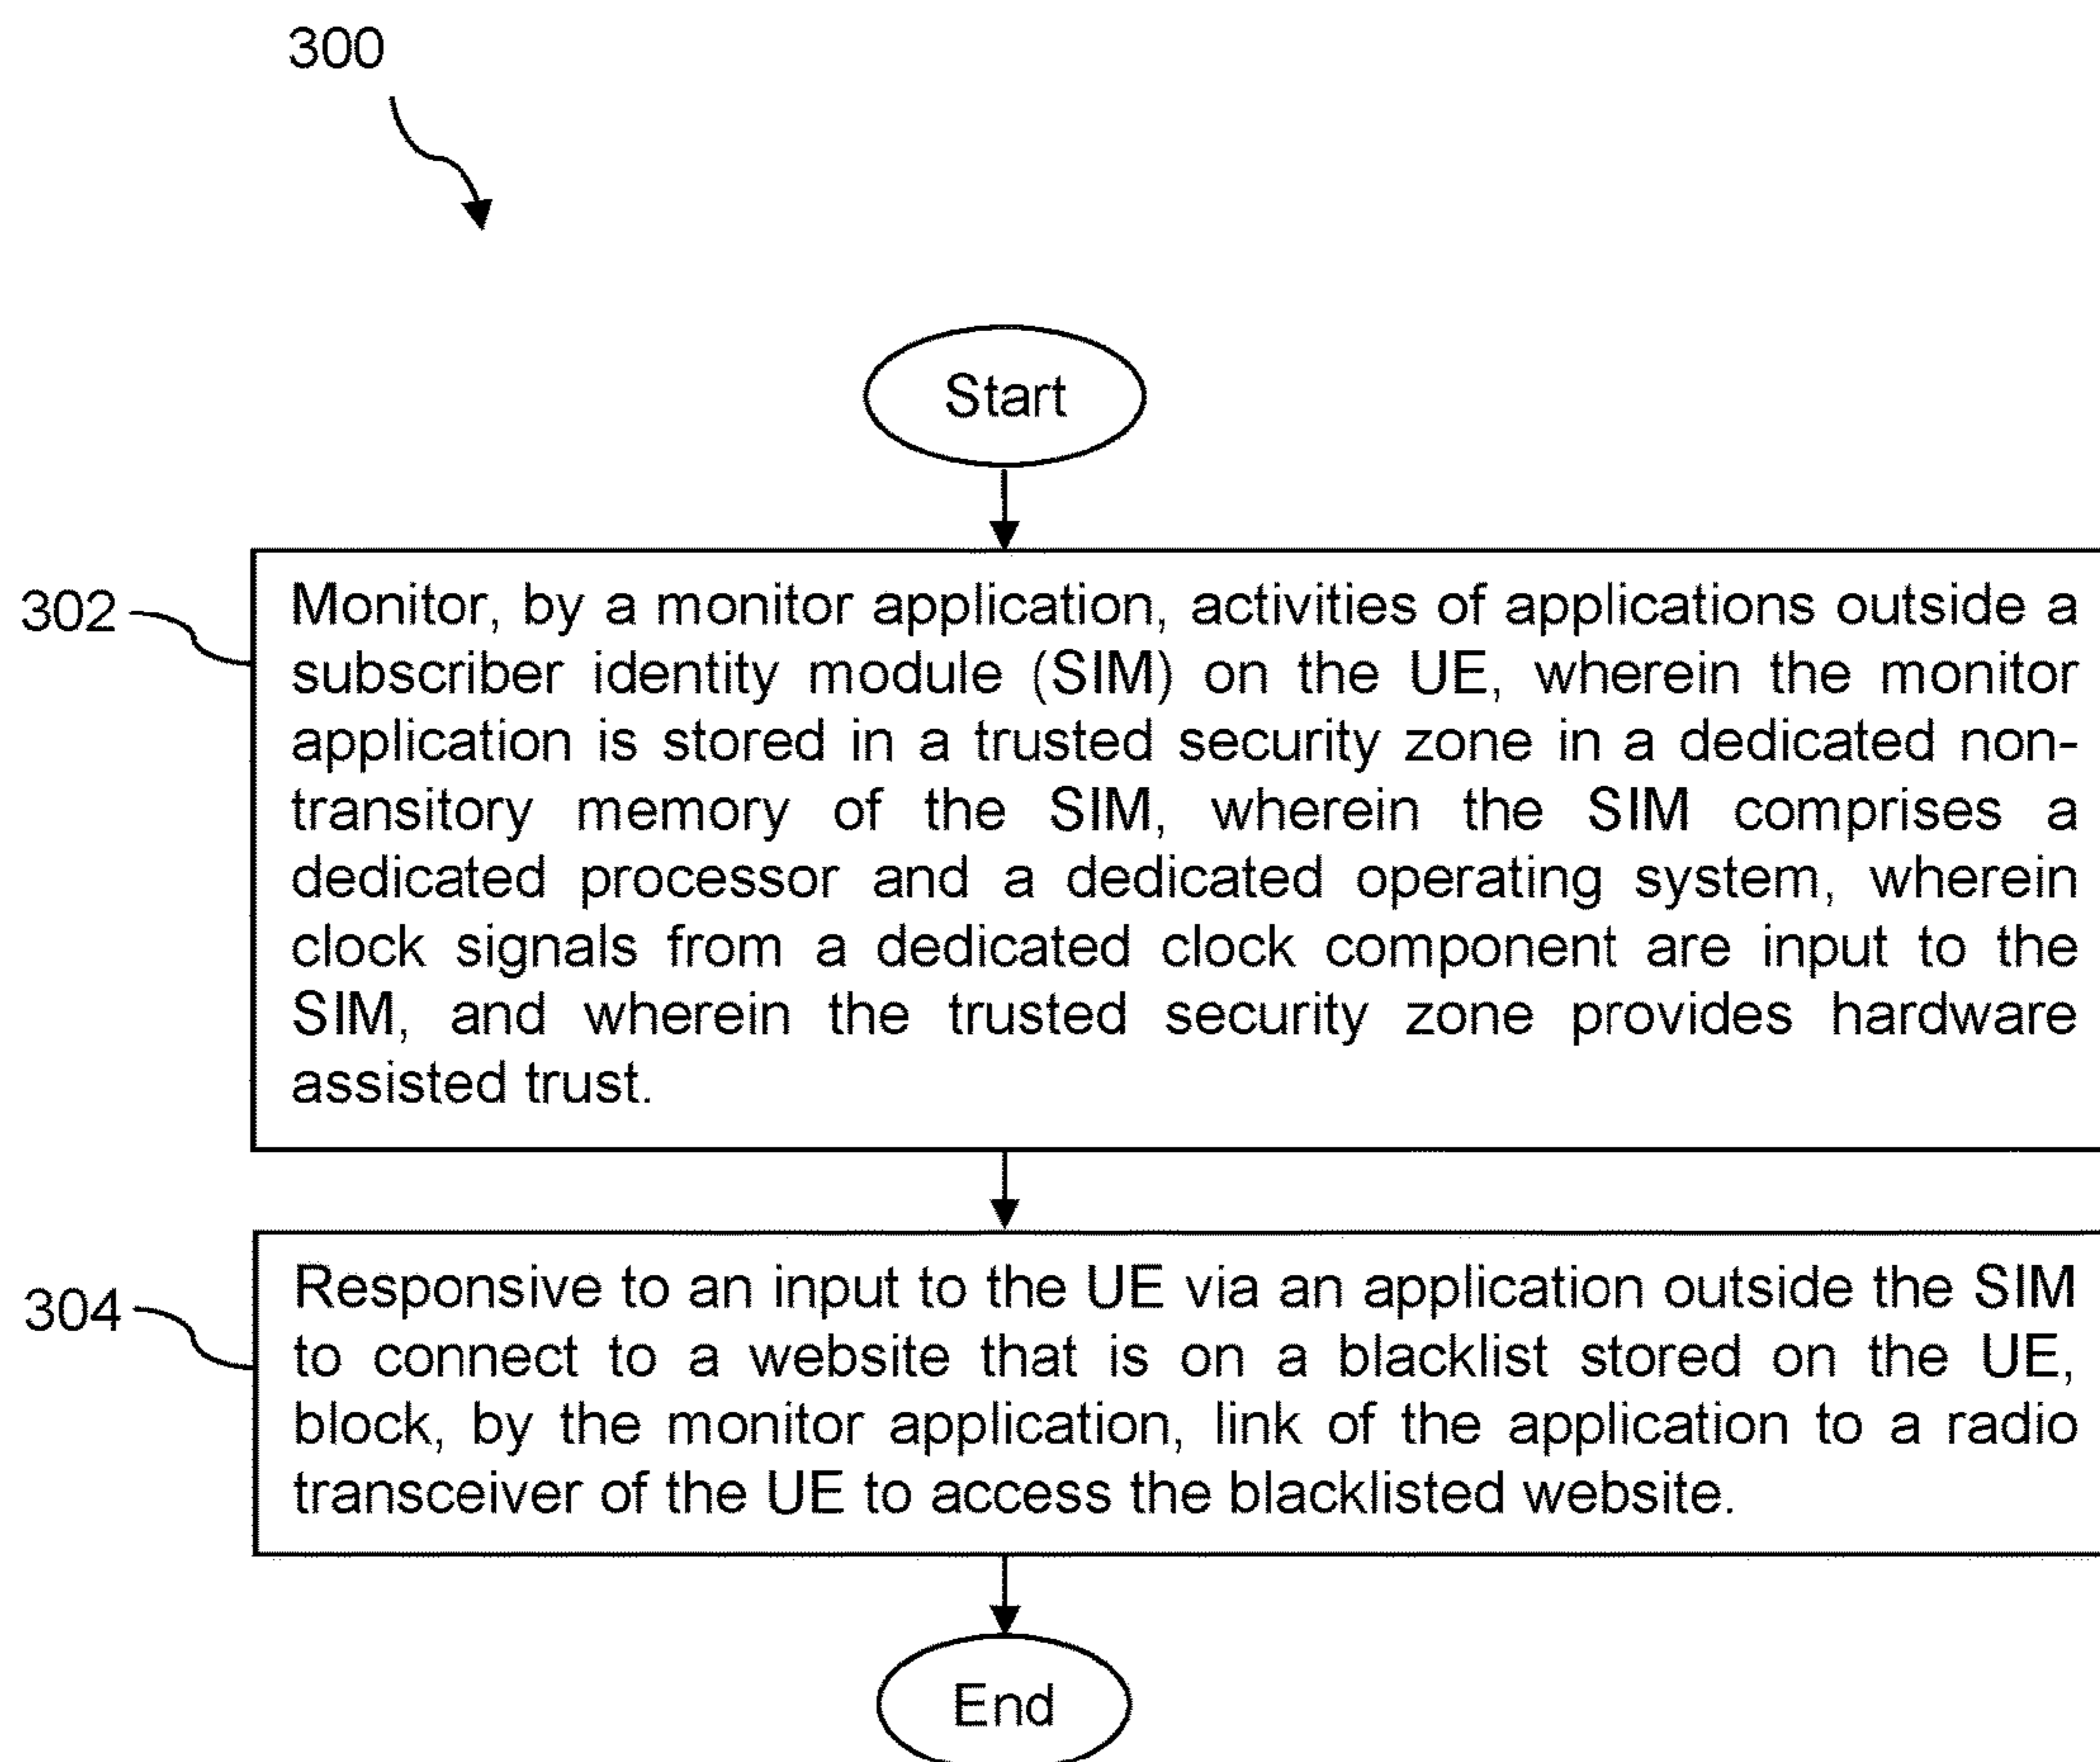 300
Start
302
Monitor, by a monitor application, activities of applications outside a
subscriber identity module (SIM) on the UE, wherein the monitor
application is stored in a trusted security zone in a dedicated non-
transitory memory of the SIM, wherein the SIM comprises a
dedicated processor and a dedicated operating system, wherein
clock signals from a dedicated clock component are input to the
SIM, and wherein the trusted security zone provides hardware
assisted trust.
304
Responsive to an input to the UE via an application outside the SIM
to connect to a website that is on a blacklist stored on the UE,
block, by the monitor application, link of the application to a radio
transceiver of the UE to access the blacklisted website.
End